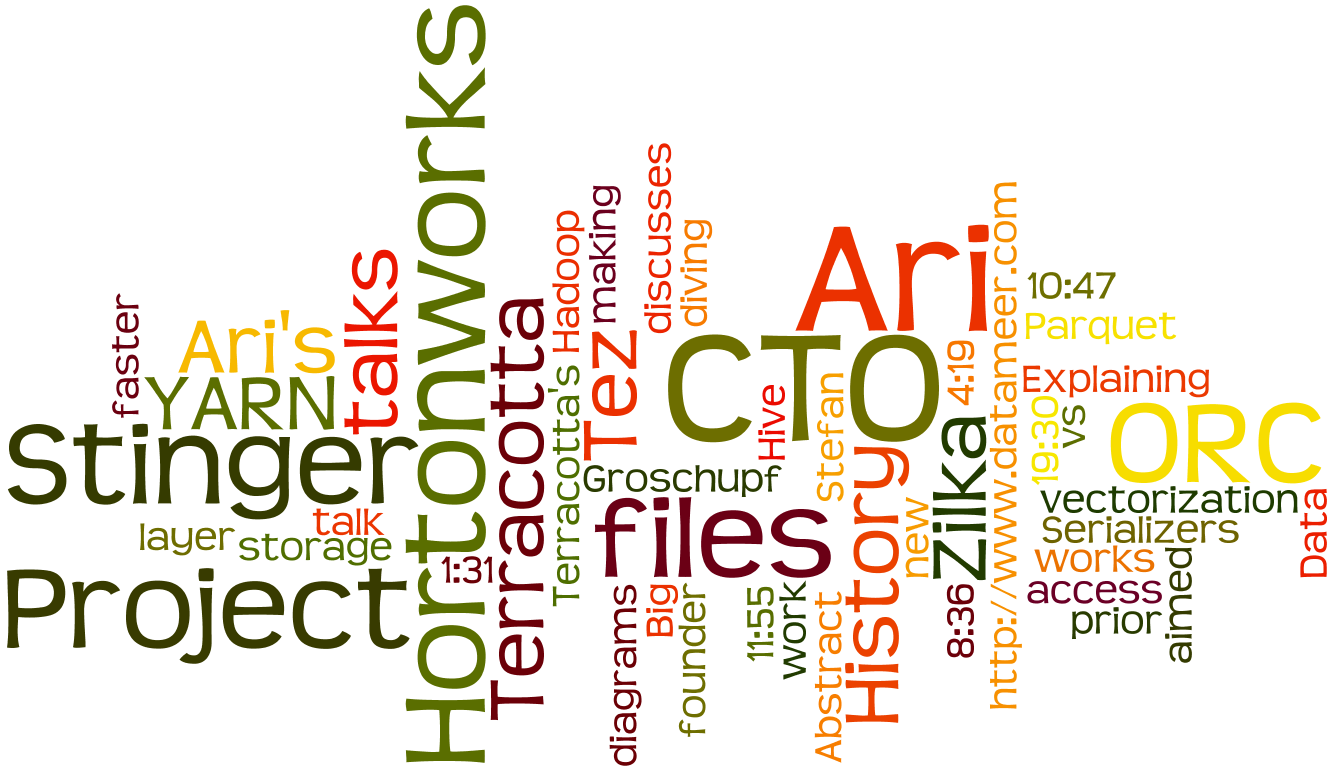 Hortonworks
faster
Ari's
talks
YARN
Stinger
layer
talk
storage
Project
1:31
Terracotta
Hadoop
making
discusses
diving
Terracotta's
Tez
CTO
Ari
Hive
Stefan
4:19
http://www.datameer.com
10:47
Parquet
Explaining
19:30
vs
ORC
Groschupf
files
History
new
Zilka
vectorization
Serializers
works
access
prior
aimed
Data
diagrams
Big
founder
11:55
work
Abstract
8:36